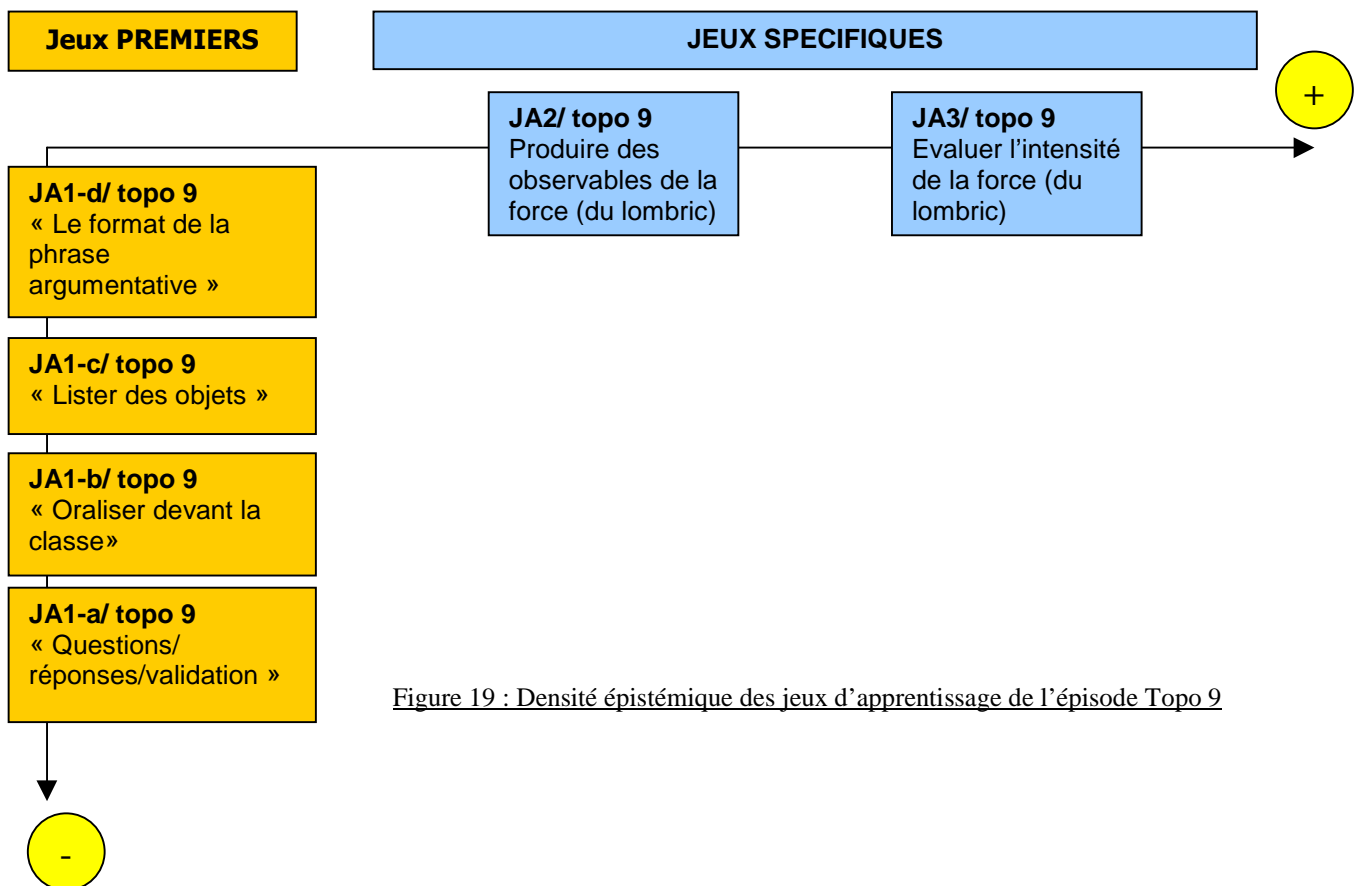 Jeux PREMIERS
JEUX SPECIFIQUES
+
JA2/ topo 9
Produire des
observables de la
force (du lombric)
JA3/ topo 9
Evaluer l’intensité
de la force (du
lombric)
JA1-d/ topo 9
« Le format de la
phrase
argumentative »
JA1-c/ topo 9
« Lister des objets »
JA1-b/ topo 9
« Oraliser devant la
classe»
JA1-a/ topo 9
« Questions/
réponses/validation »
Figure 19 : Densité épistémique des jeux d’apprentissage de l’épisode Topo 9
-